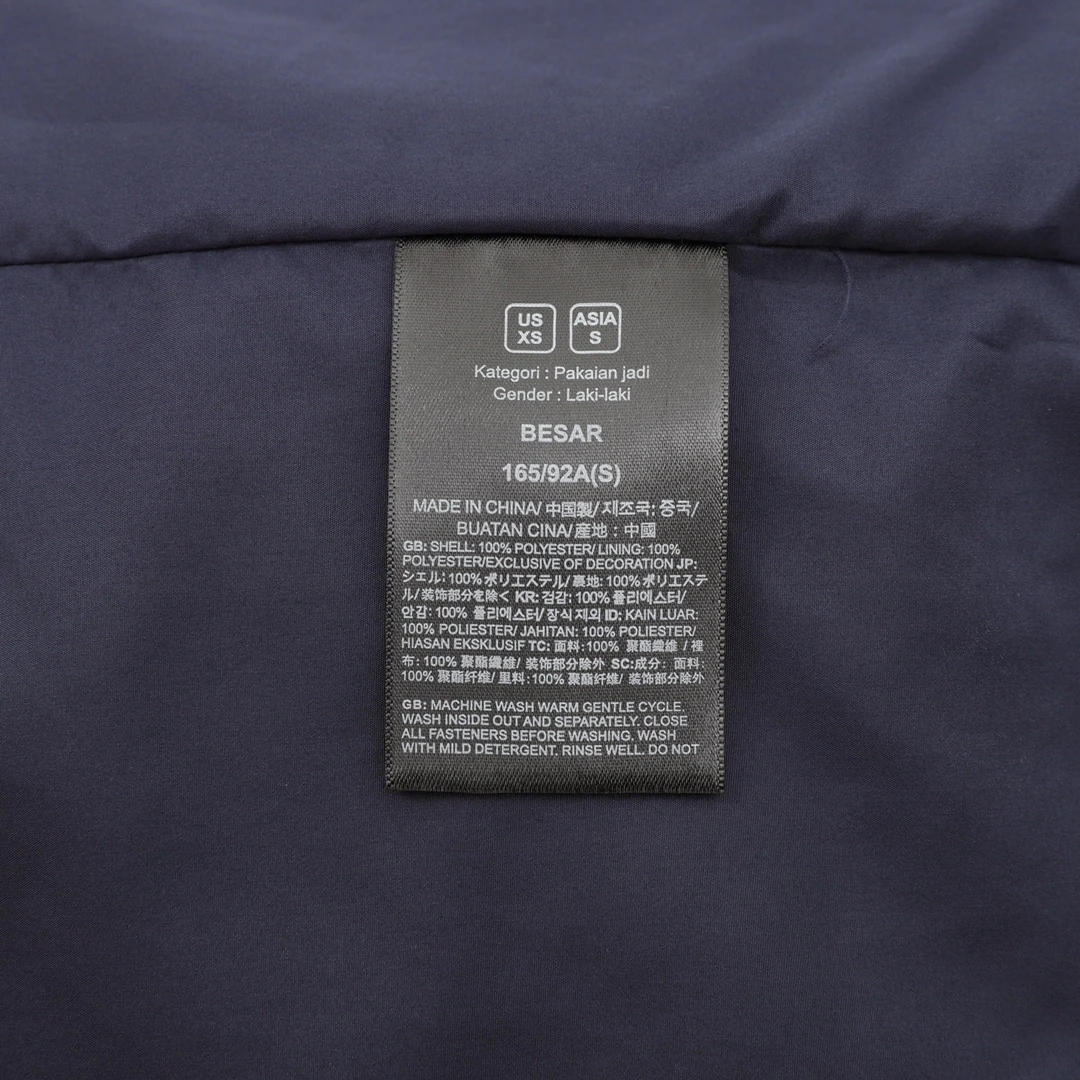 US ASIA
XS S
Kategori : Pakaian jadi
Gender : Laki-laki
BESAR
165/92A(S)
MADE IN CHINA/ 中国製/ 제조국: 중국/
BUATAN CINA/ 産地 : 中國
GB: SHELL: 100% POLYESTER/ LINING: 100%
POLYESTER/EXCLUSIVE OF DECORATION JP:
シェル: 100% ポリエステル/ 裏地: 100% ポリエステ
ル/ 装飾部分を除く KR: 겉감: 100% 폴리에스터/
안감: 100% 폴리에스터/ 장식 제외 ID: KAIN LUAR:
100% POLIESTER/ JAHITAN: 100% POLIESTER/
HIASAN EKSKLUSIF TC: 面料:100% 聚酯纖維 / 裡
布: 100% 聚酯纖維/ 装饰部分除外 SC:成分: 面料:
100% 聚酯纤维/ 里料:100% 聚酯纤维/ 装饰部分除外
GB: MACHINE WASH WARM GENTLE CYCLE.
WASH INSIDE OUT AND SEPARATELY. CLOSE
ALL FASTENERS BEFORE WASHING. WASH
WITH MILD DETERGENT. RINSE WELL. DO NOT